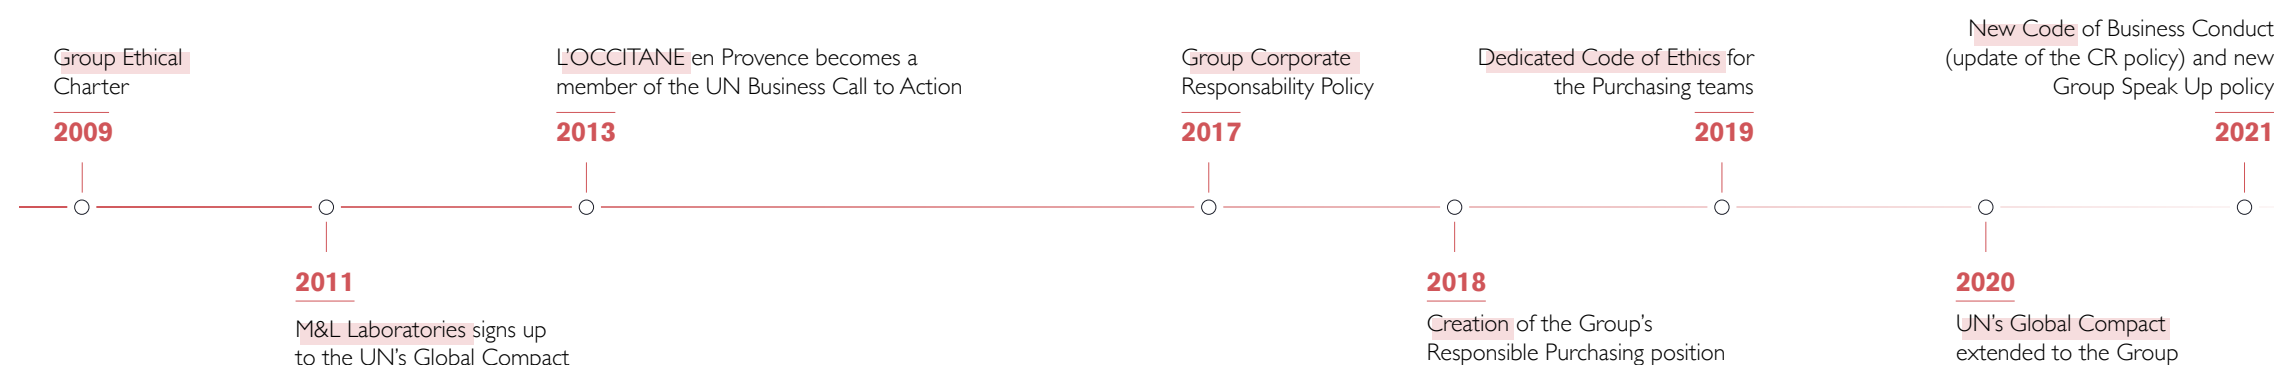 Group Ethical
Charter
2009
2011
M&L Laboratories signs up
to the UN's Global Compact
L'OCCITANE en Provence becomes a
member of the UN Business Call to Action
2013
Group Corporate
Responsability Policy
2017
2018
Creation of the Group's
Responsible Purchasing position
Dedicated Code of Ethics for
the Purchasing teams
2019
2020
UN's Global Compact
extended to the Group
New Code of Business Conduct
(update of the CR policy) and new
Group Speak Up policy
2021